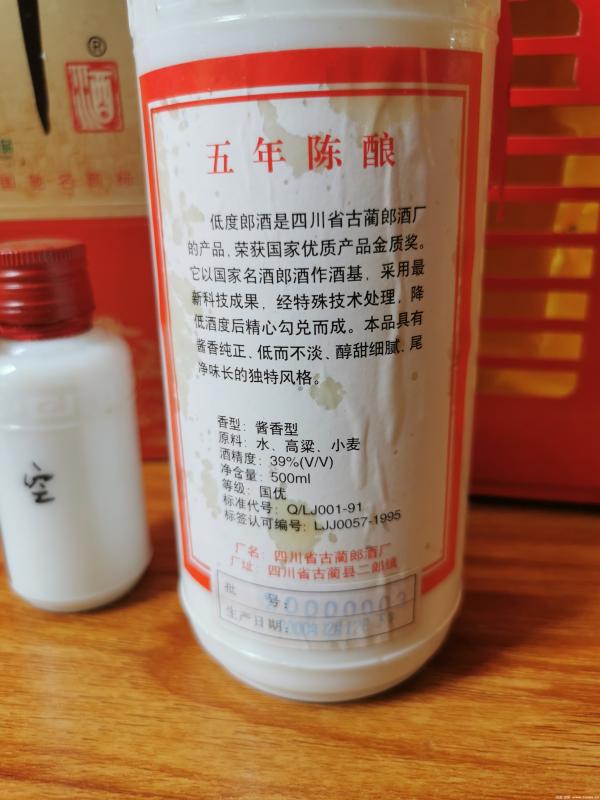 ®
酒
五年陈酿
低度郎酒是四川省古蔺郎酒厂
的产品，荣获国家优质产品金质奖。
它以国家名酒郎酒作酒基，采用最
新科技成果，经特殊技术处理，降
低酒度后精心勾兑而成。本品具有
酱香纯正、低而不淡、醇甜细腻、尾
净味长的独特风格。
香型：酱香型
原料：水、高粱、小麦
酒精度：39%(V/V)
净含量：500ml
等级：国优
标准代号：Q/LJ001-91
标签认可编号：LJJ0057-1995
厂名：四川省古蔺郎酒厂
厂址：四川省古蔺县二郎镇
批号：
生产日期：
空